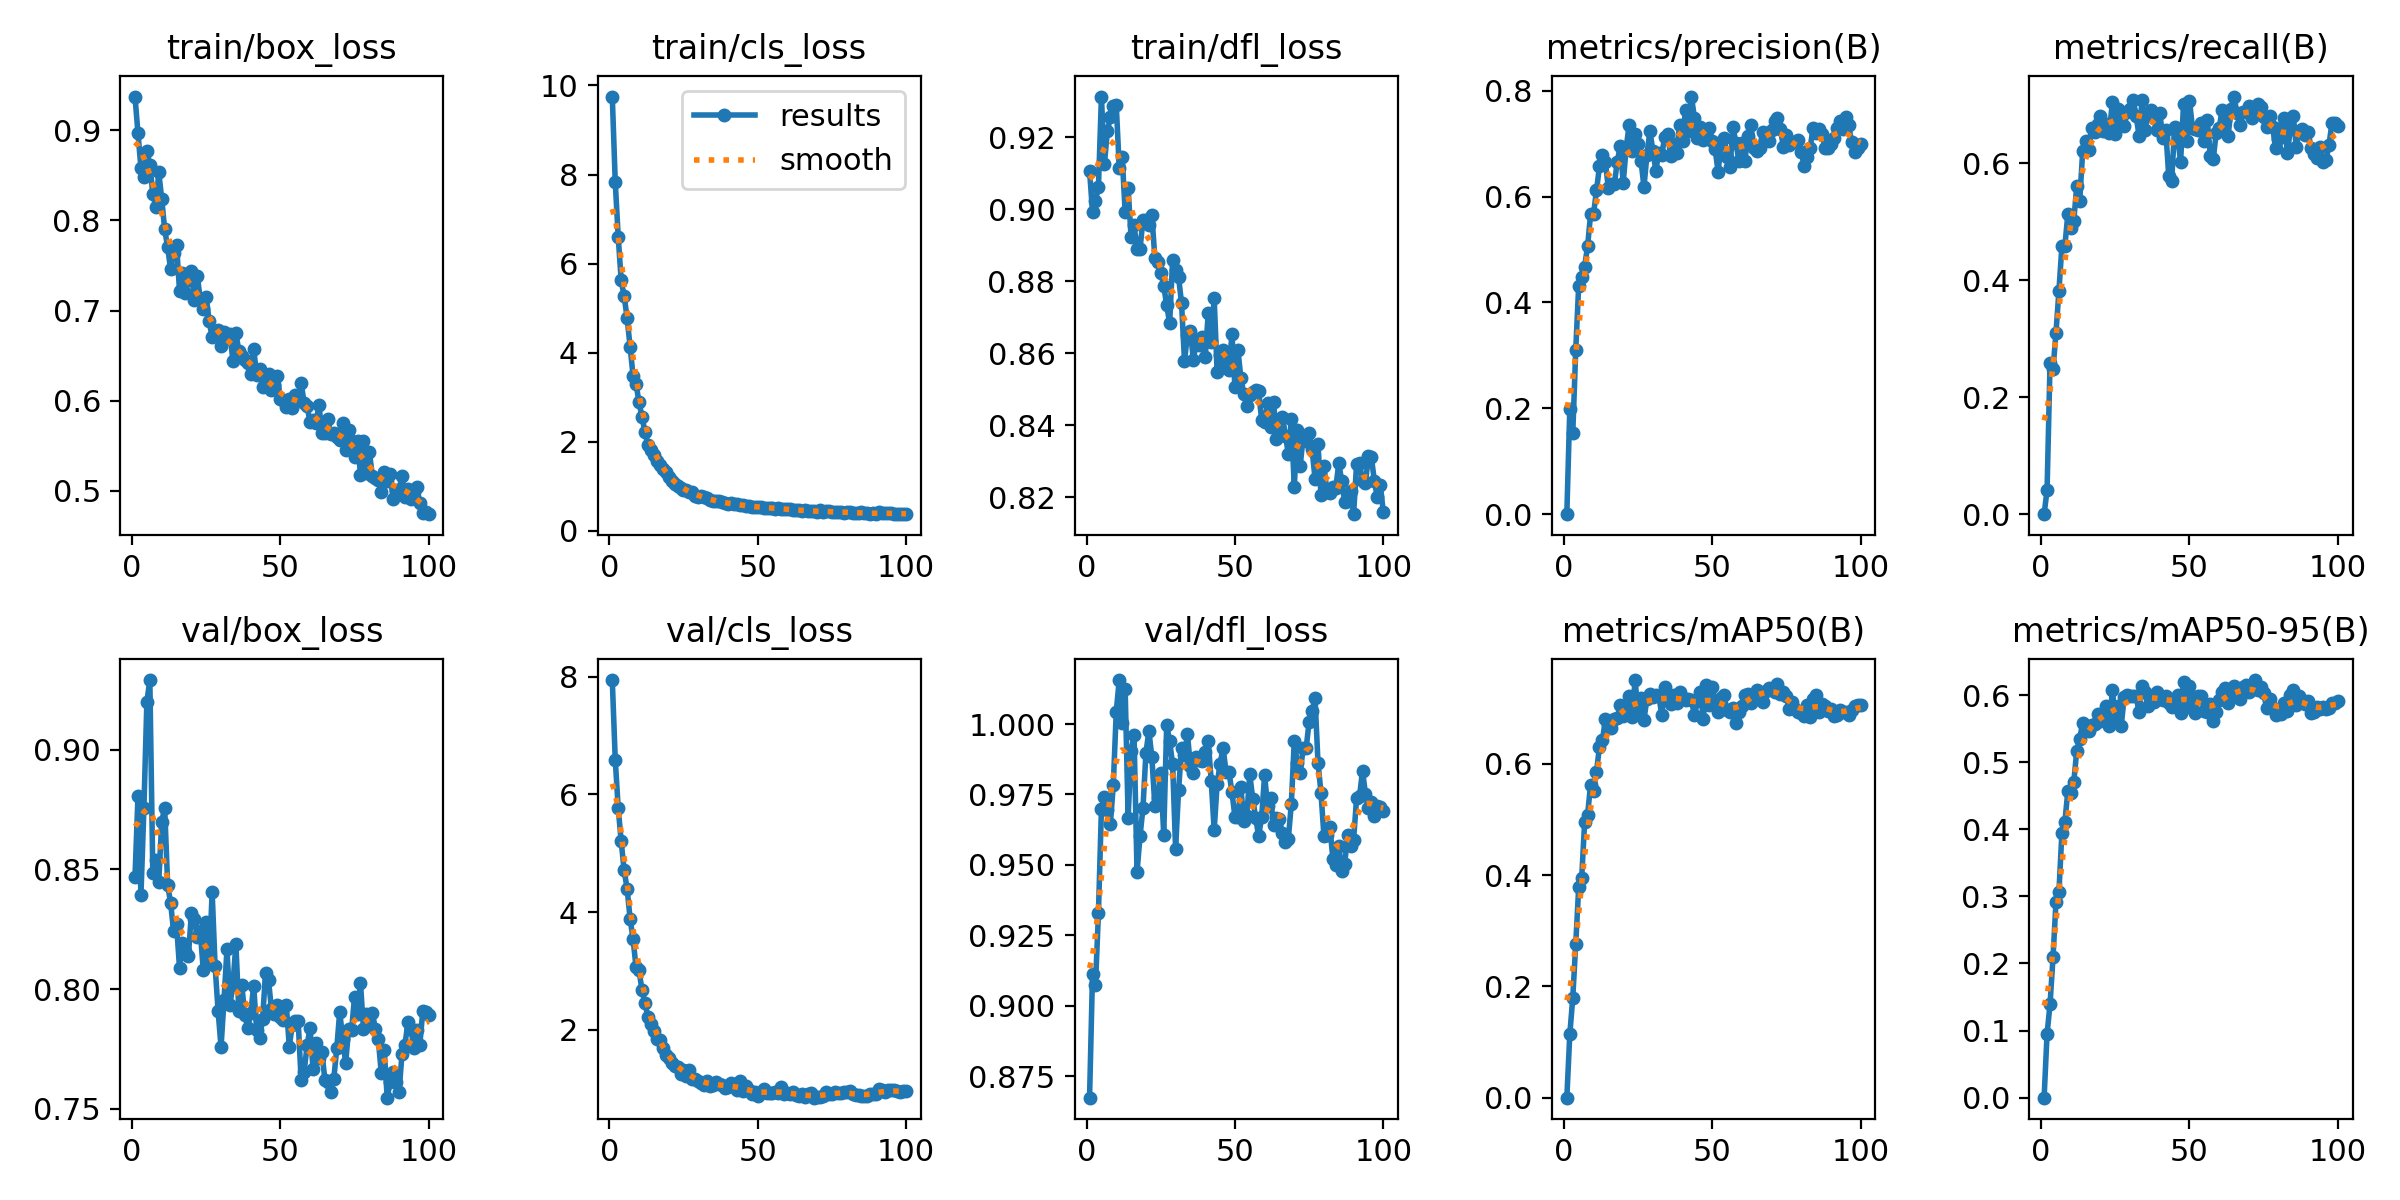 train/box_loss
train/cls_loss
train/dfl_loss
metrics/precision(B)
metrics/recall(B)
0.9
0.8
0.7
0.6
0.5
0 50 100
10
8
6
4
2
0
results
smooth
0 50 100
0.92
0.90
0.88
0.86
0.84
0.82
0 50 100
0.8
0.6
0.4
0.2
0.0
0 50 100
0.6
0.4
0.2
0.0
0 50 100
val/box_loss
val/cls_loss
val/dfl_loss
metrics/mAP50(B)
metrics/mAP50-95(B)
0.90
0.85
0.80
0.75
0 50 100
8
6
4
2
0 50 100
1.000
0.975
0.950
0.925
0.900
0.875
0 50 100
0.6
0.4
0.2
0.0
0 50 100
0.6
0.5
0.4
0.3
0.2
0.1
0.0
0 50 100